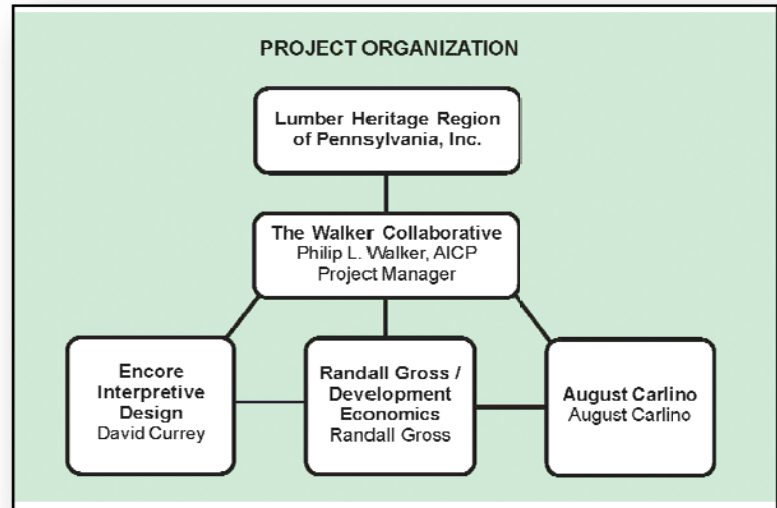 PROJECT ORGANIZATION
Lumber Heritage Region
of Pennsylvania, Inc.
The Walker Collaborative
Philip L. Walker, AICP
Project Manager
Encore
Interpretive
Design
David Currey
Randall Gross /
Development
Economics
Randall Gross
August Carlino
August Carlino